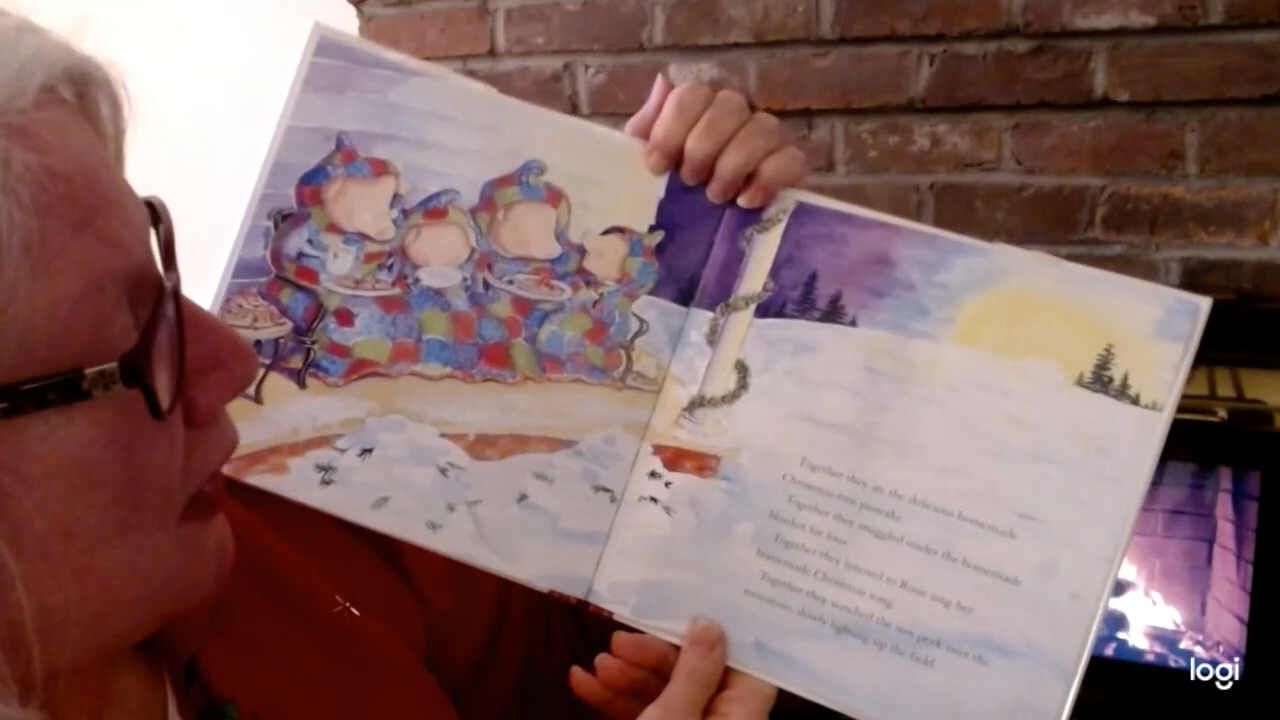 Together they ate the delicious homemade
Christmas-tree pancake.
Together they snuggled under the homemade
blanket for four.
Together they listened to Rosie sing her
homemade Christmas song.
Together they watched the sun peek over the
mountain, slowly lighting up the field.
logi